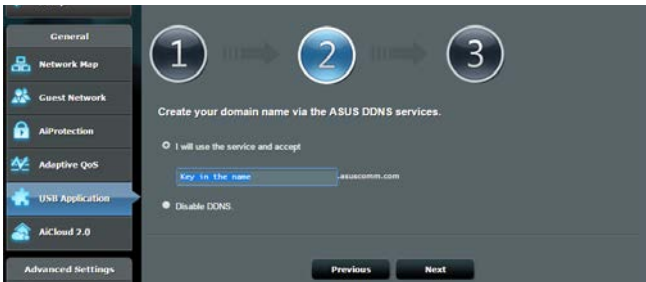 General
Network Map
Guest Network
AiProtection
Adaptive QoS
USB Application
AiCloud 2.0
Advanced Settings
1
2
3
Create your domain name via the ASUS DDNS services.
I will use the service and accept
Key in the name .asuscomm.com
Disable DDNS.
Previous Next